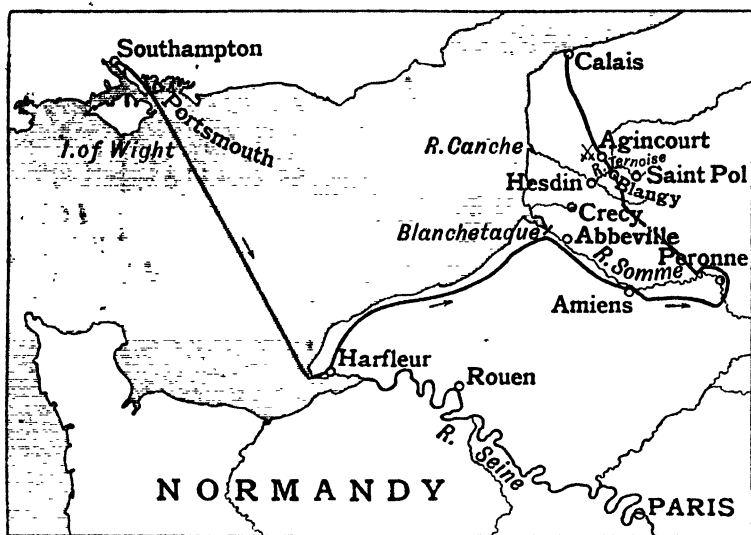 Southampton
Portsmouth
I. of Wight
Calais
Agincourt
R. Canche
R. Ternoise
Saint Pol
Hesdin
Blangy
Crecy
Blanchetaque
Abbeville
Peronne
R. Somme
Amiens
Harfleur
Rouen
R. Seine
NORMANDY
PARIS